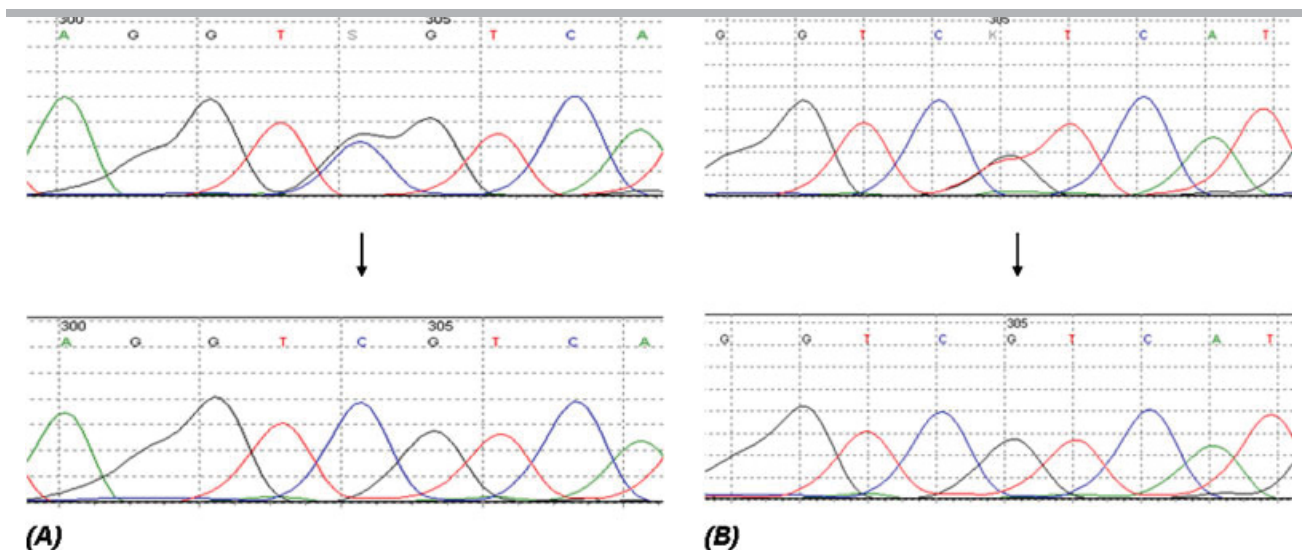 300 305
A G G T S G T C A
305
G G T C K T C A T
300 305
A G G T C G T C A
305
G G T C G T C A T
(A) (B)